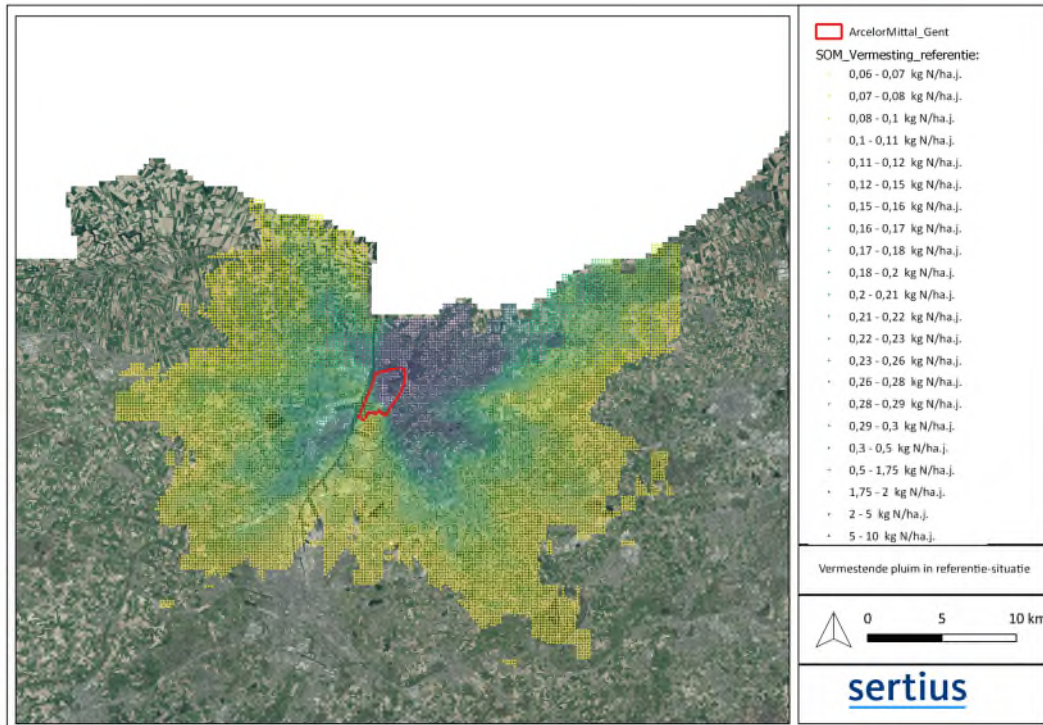 ArcelorMittal_Gent
SOM_Vermesting_referentie:
0,06 - 0,07 kg N/ha.j.
0,07 - 0,08 kg N/ha.j.
0,08 - 0,1 kg N/ha.j.
0,1 - 0,11 kg N/ha.j.
0,11 - 0,12 kg N/ha.j.
0,12 - 0,15 kg N/ha.j.
0,15 - 0,16 kg N/ha.j.
0,16 - 0,17 kg N/ha.j.
0,17 - 0,18 kg N/ha.j.
0,18 - 0,2 kg N/ha.j.
0,2 - 0,21 kg N/ha.j.
0,21 - 0,22 kg N/ha.j.
0,22 - 0,23 kg N/ha.j.
0,23 - 0,26 kg N/ha.j.
0,26 - 0,28 kg N/ha.j.
0,28 - 0,29 kg N/ha.j.
0,29 - 0,3 kg N/ha.j.
0,3 - 0,5 kg N/ha.j.
0,5 - 1,75 kg N/ha.j.
1,75 - 2 kg N/ha.j.
2 - 5 kg N/ha.j.
5 - 10 kg N/ha.j.
Vermestende pluim in referentie-situatie
0 5 10 km
sertius